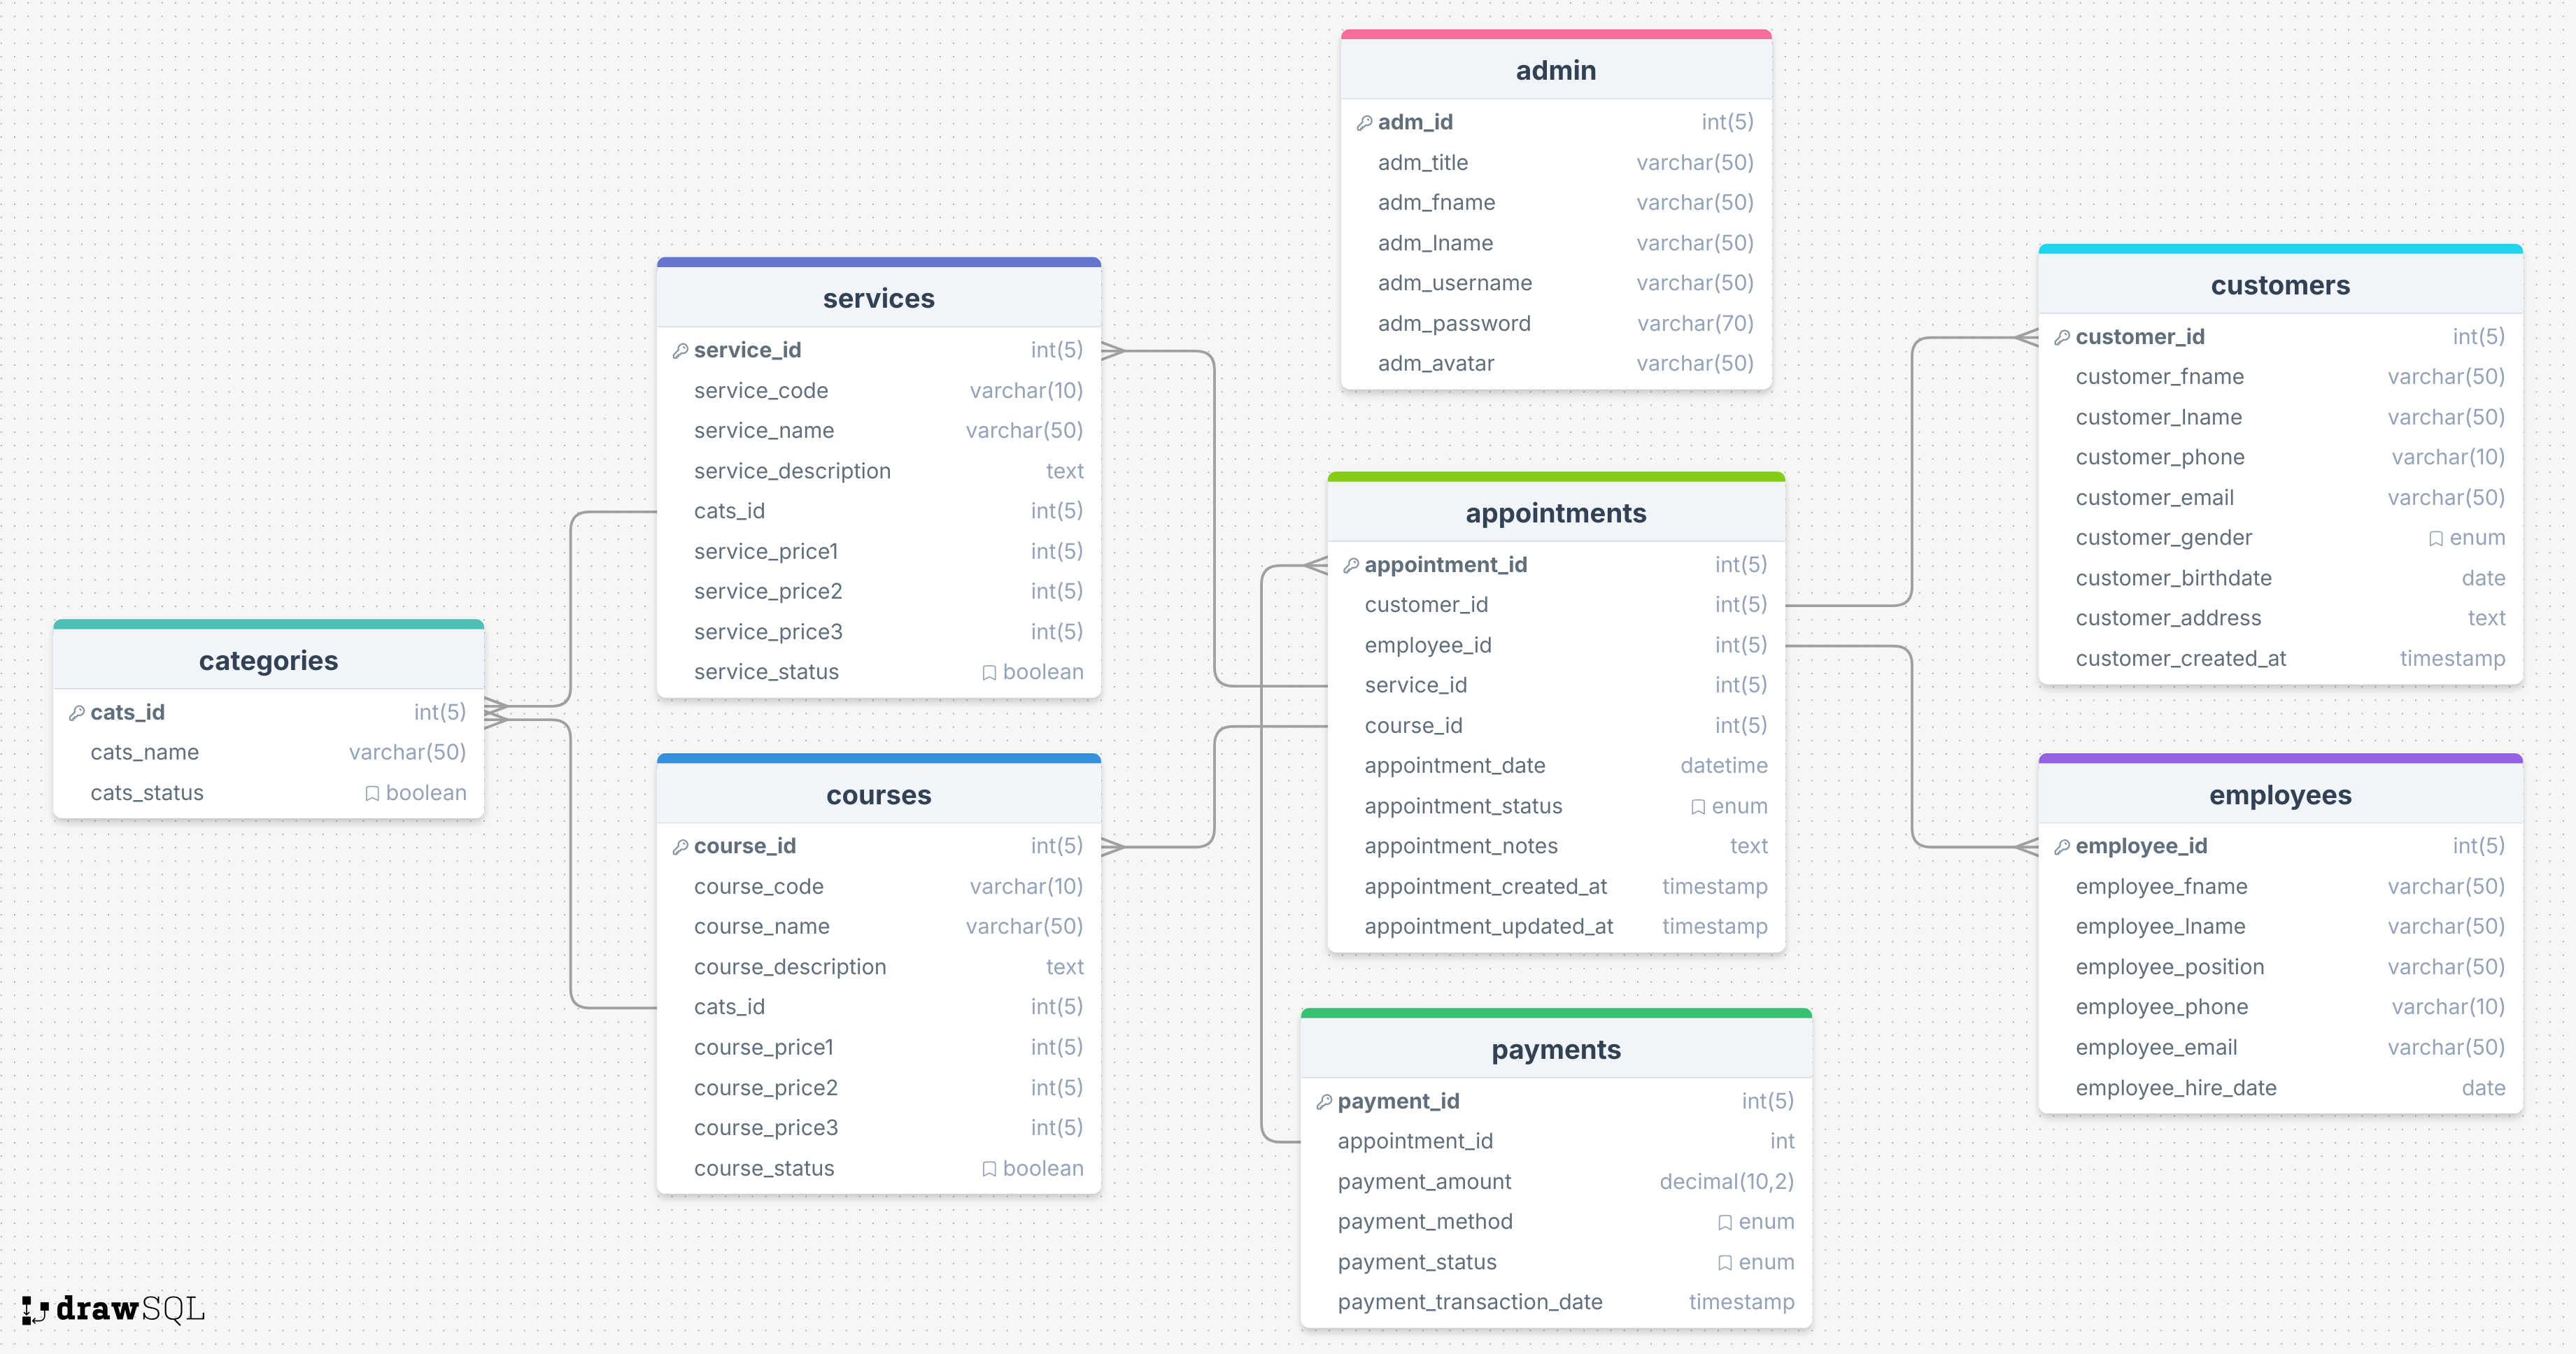 admin
adm_id int(5)
adm_title varchar(50)
adm_fname varchar(50)
adm_lname varchar(50)
adm_username varchar(50)
adm_password varchar(70)
adm_avatar varchar(50)
services
service_id int(5)
service_code varchar(10)
service_name varchar(50)
service_description text
cats_id int(5)
service_price1 int(5)
service_price2 int(5)
service_price3 int(5)
service_status boolean
customers
customer_id int(5)
customer_fname varchar(50)
customer_lname varchar(50)
customer_phone varchar(10)
customer_email varchar(50)
customer_gender enum
customer_birthdate date
customer_address text
customer_created_at timestamp
appointments
appointment_id int(5)
customer_id int(5)
employee_id int(5)
service_id int(5)
course_id int(5)
appointment_date datetime
appointment_status enum
appointment_notes text
appointment_created_at timestamp
appointment_updated_at timestamp
categories
cats_id int(5)
cats_name varchar(50)
cats_status boolean
courses
course_id int(5)
course_code varchar(10)
course_name varchar(50)
course_description text
cats_id int(5)
course_price1 int(5)
course_price2 int(5)
course_price3 int(5)
course_status boolean
employees
employee_id int(5)
employee_fname varchar(50)
employee_lname varchar(50)
employee_position varchar(50)
employee_phone varchar(10)
employee_email varchar(50)
employee_hire_date date
payments
payment_id int(5)
appointment_id int
payment_amount decimal(10,2)
payment_method enum
payment_status enum
payment_transaction_date timestamp
drawSQL